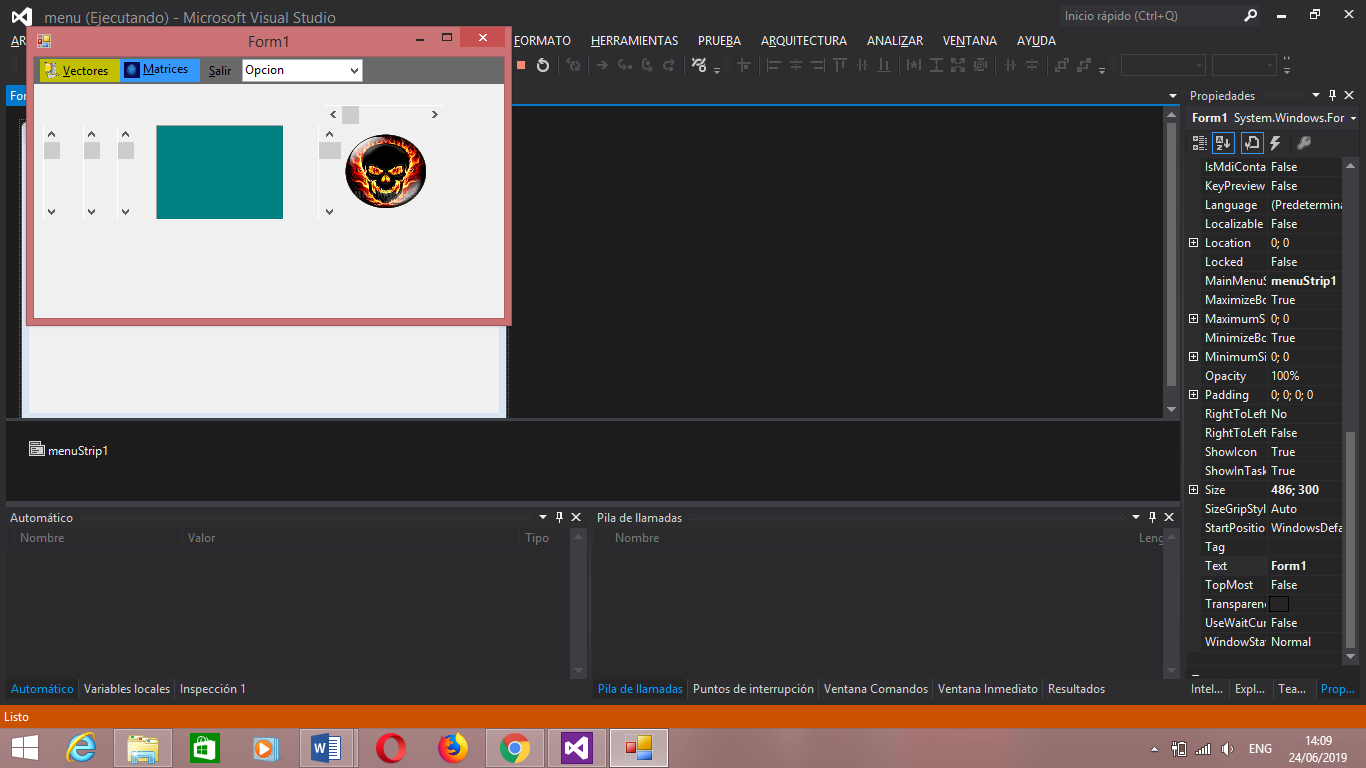 menu (Ejecutando) - Microsoft Visual Studio
Inicio rápido (Ctrl+Q)
FORMATO HERRAMIENTAS PRUEBA ARQUITECTURA ANALIZAR VENTANA AYUDA
Form1
Vectores Matrices Salir Opcion
Propiedades
Form1 System.Windows.For
IsMdiConta False
KeyPreview False
Language (Predetermina
Localizable False
Location 0; 0
Locked False
MainMenuS menuStrip1
MaximizeBo True
MaximumS 0; 0
MinimizeBo True
MinimumSi 0; 0
Opacity 100%
Padding 0; 0; 0; 0
RightToLeft No
RightToLeft False
ShowIcon True
ShowInTask True
Size 486; 300
SizeGripStyl Auto
StartPositio WindowsDefa
Tag
Text Form1
TopMost False
Transparen
UseWaitCur False
WindowStat Normal
menuStrip1
Automático
Nombre Valor Tipo
Pila de llamadas
Nombre Leng
Automático Variables locales Inspección 1
Pila de llamadas Puntos de interrupción Ventana Comandos Ventana Inmediato Resultados
Intel... Expl... Tea... Prop...
Listo
ENG
14:09
24/06/2019